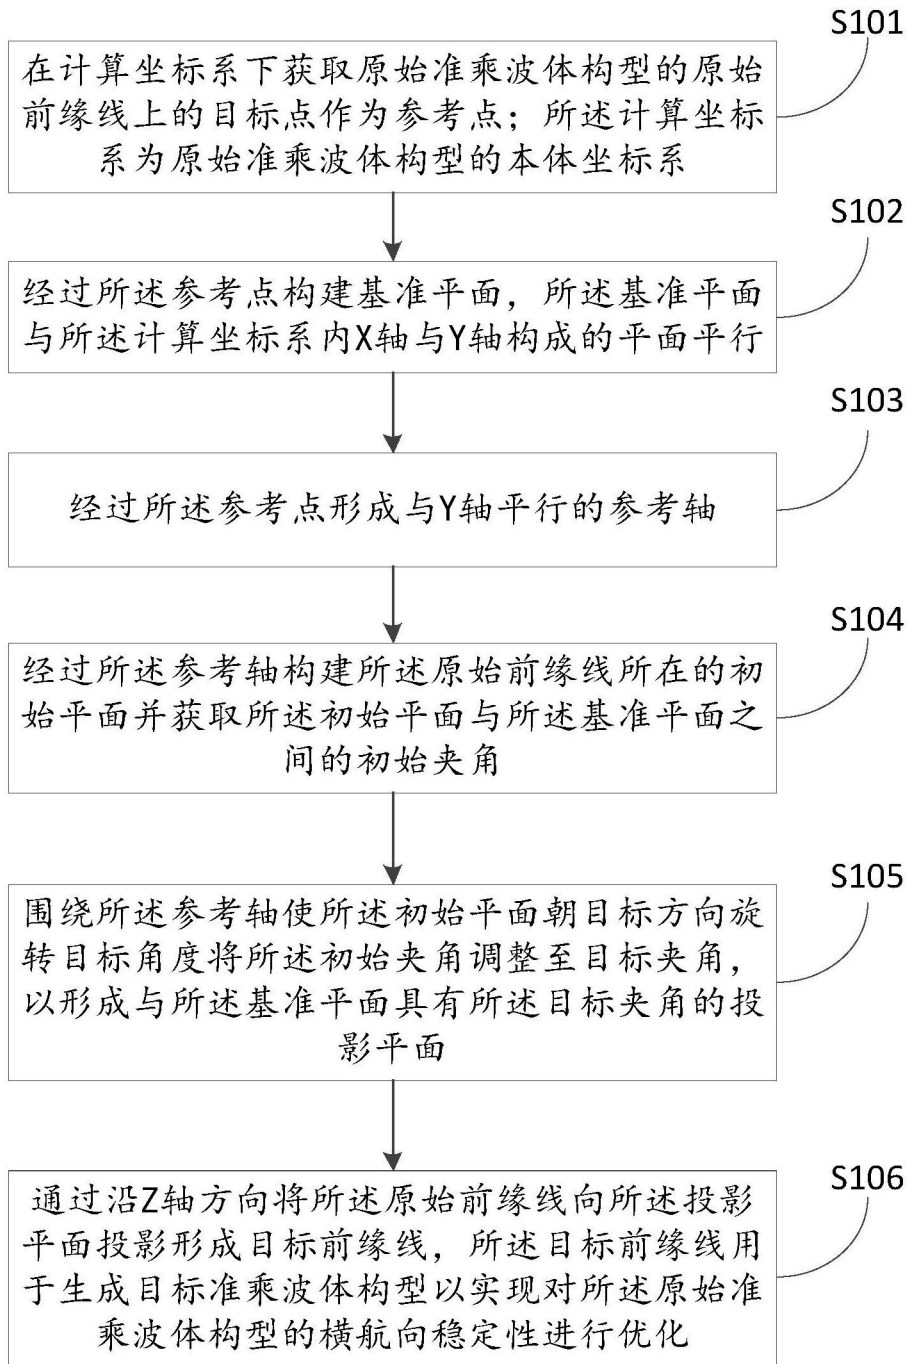 S101
在计算坐标系下获取原始准乘波体构型的原始
前缘线上的目标点作为参考点；所述计算坐标
系为原始准乘波体构型的本体坐标系
S102
经过所述参考点构建基准平面，所述基准平面
与所述计算坐标系内X轴与Y轴构成的平面平行
S103
经过所述参考点形成与Y轴平行的参考轴
S104
经过所述参考轴构建所述原始前缘线所在的初
始平面并获取所述初始平面与所述基准平面之
间的初始夹角
S105
围绕所述参考轴使所述初始平面朝目标方向旋
转目标角度将所述初始夹角调整至目标夹角，
以形成与所述基准平面具有所述目标夹角的投
影平面
S106
通过沿Z轴方向将所述原始前缘线向所述投影
平面投影形成目标前缘线，所述目标前缘线用
于生成目标准乘波体构型以实现对所述原始准
乘波体构型的横航向稳定性进行优化